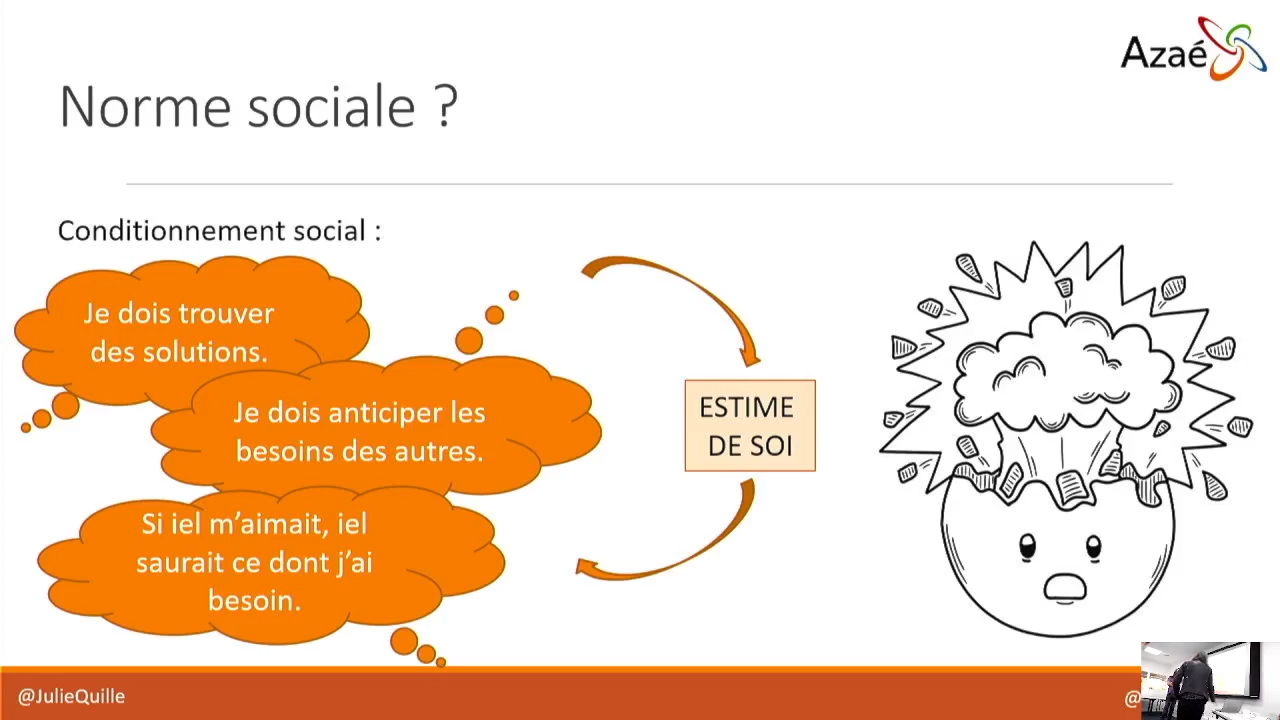 Azaé
Norme sociale ?
Conditionnement social :
Je dois trouver
des solutions.
Je dois anticiper les
besoins des autres.
Si iel m’aimait, iel
saurait ce dont j’ai
besoin.
ESTIME
DE SOI
@JulieQuille
@